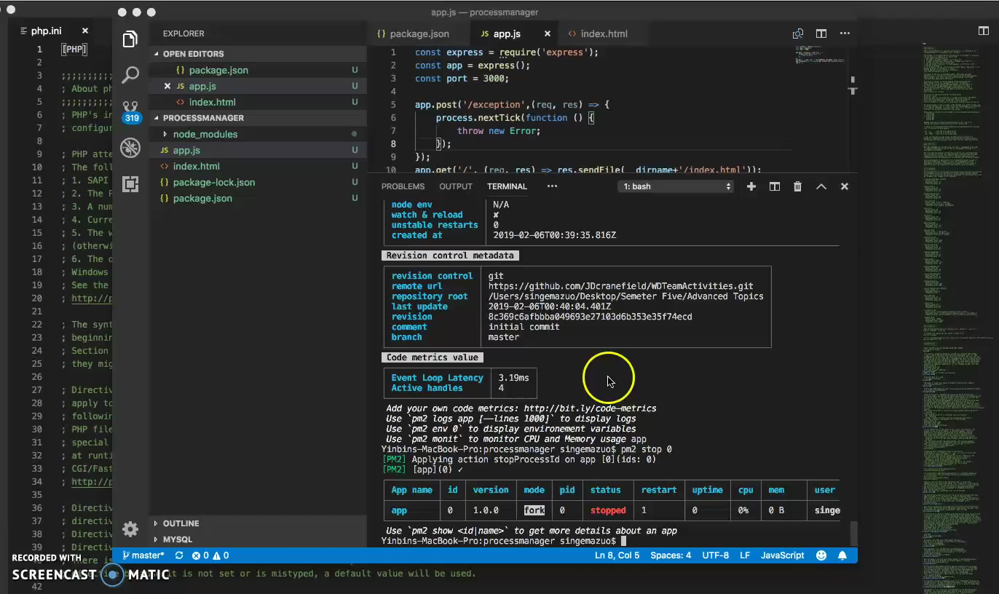 app.js — processmanager
php.ini
EXPLORER
package.json
app.js
index.html
1 [PHP]
2
3 ;;;;;;;;;;
4 ; About ph
5 ;;;;;;;;;;
6 ; PHP's in
7 ; configur
8
9 ; PHP atte
10 ; The foll
11 ; 1. SAPI
12 ; 2. The P
13 ; 3. A num
14 ; 4. Curre
15 ; 5. The w
16 ; (otherwi
17 ; 6. The d
18 ; Windows
19 ; See the
20 ; http://p
21
22 ; The synt
23 ; beginnin
24 ; Section
25 ; they mig
26
27 ; Directiv
28 ; apply to
29 ; followin
30 ; PHP file
31 ; special
32 ; at runti
33 ; CGI/Fast
34 ; http://p
35
36 ; Directiv
37 ; directiv
38 ; Directiv
39 ; Directiv
; There is
it is not set or is mistyped, a default value will be used.
42
319
OPEN EDITORS
package.json U
app.js U
index.html U
PROCESSMANAGER
node_modules
JS app.js U
index.html U
package-lock.json U
package.json U
OUTLINE
MYSQL
1 const express = require('express');
2 const app = express();
3 const port = 3000;
4
5 app.post('/exception',(req, res) => {
6 process.nextTick(function () {
7 throw new Error;
8 });
9 });
10 app.get('/', (req, res) => res.sendFile(__dirname+'/index.html'));
PROBLEMS OUTPUT TERMINAL ••• 1: bash
node env N/A
watch & reload ✘
unstable restarts 0
created at 2019-02-06T00:39:35.816Z
Revision control metadata
revision control git
remote url https://github.com/JDcranefield/WDTeamActivities.git
repository root /Users/singemazuo/Desktop/Semeter Five/Advanced Topics
last update 2019-02-06T00:40:04.401Z
revision 8c369c6afbbba049693e27103d6b353e35f74ecd
comment initial commit
branch master
Code metrics value
Event Loop Latency 3.19ms
Active handles 4
Add your own code metrics: http://bit.ly/code-metrics
Use `pm2 logs app [--lines 1000]` to display logs
Use `pm2 env 0` to display environement variables
Use `pm2 monit` to monitor CPU and Memory usage app
Yinbins-MacBook-Pro:processmanager singemazuo$ pm2 stop 0
[PM2] Applying action stopProcessId on app [0](ids: 0)
[PM2] [app](0) ✓
App name id version mode pid status restart uptime cpu mem user
app 0 1.0.0 fork 0 stopped 1 0 0% 0 B singe
Use `pm2 show <id|name>` to get more details about an app
Yinbins-MacBook-Pro:processmanager singemazuo$
master* 0 0 Ln 8, Col 5 Spaces: 4 UTF-8 LF JavaScript
RECORDED WITH
SCREENCAST MATIC